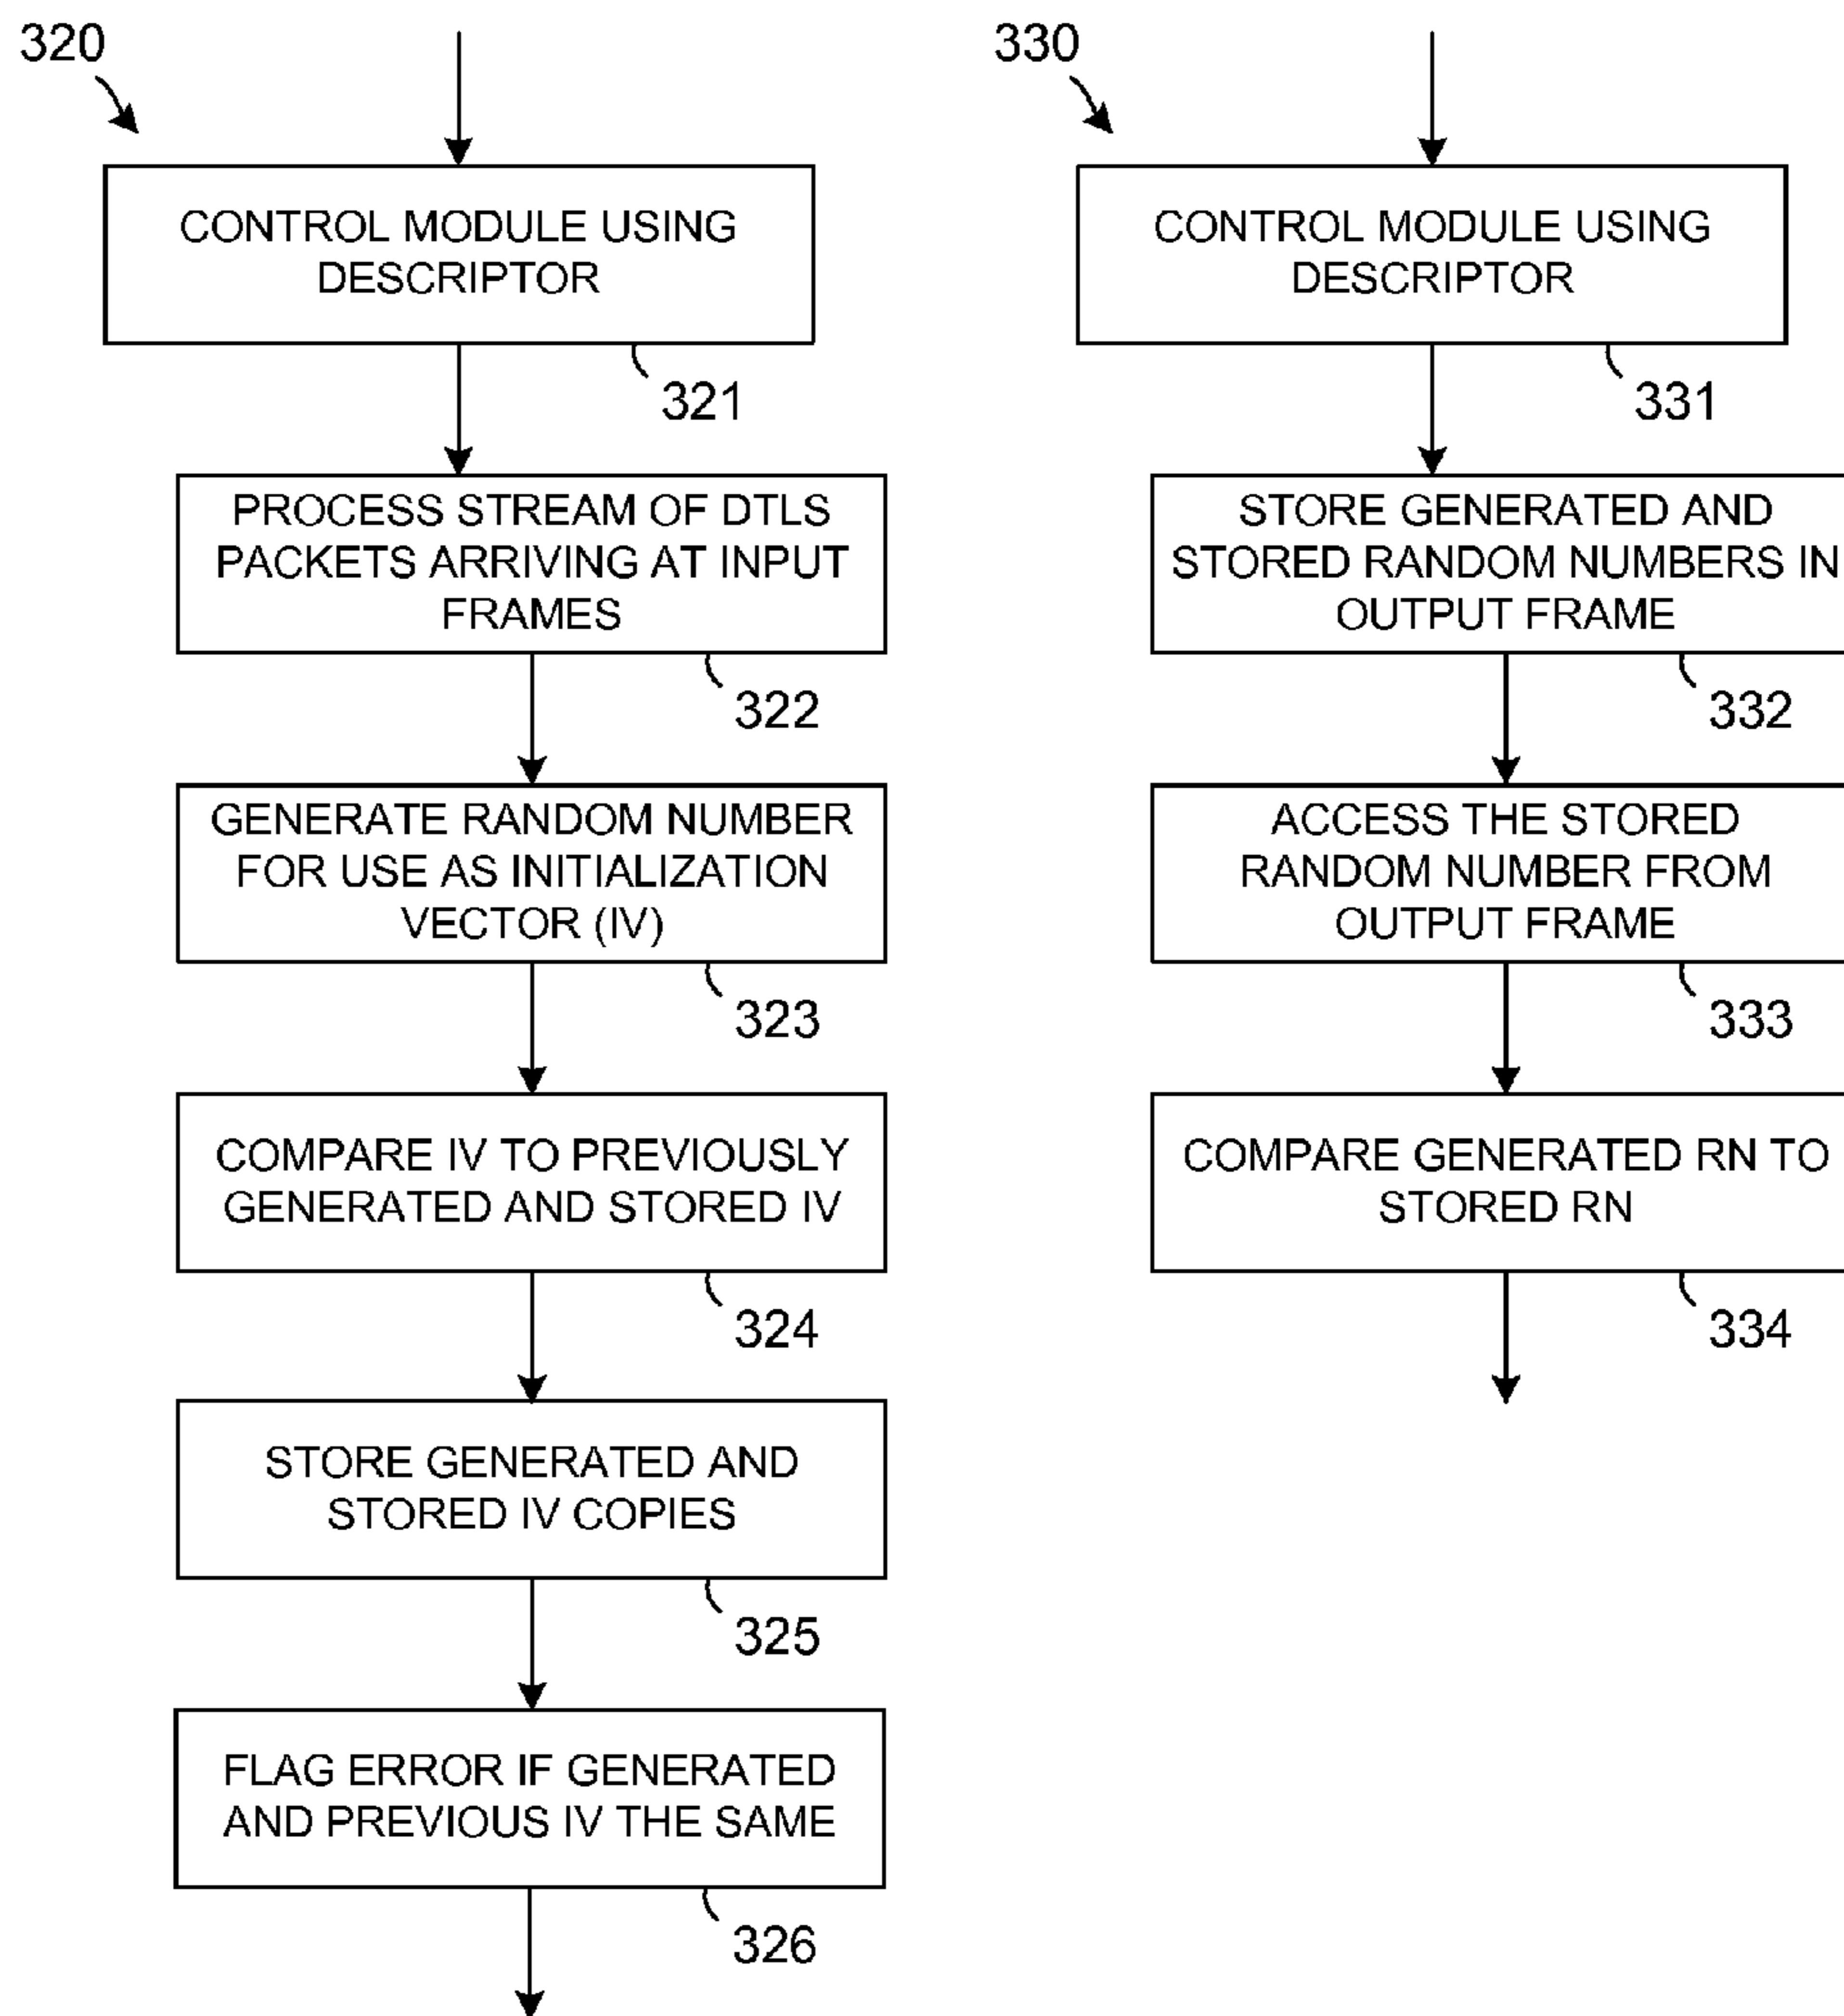 320
CONTROL MODULE USING
DESCRIPTOR
321
PROCESS STREAM OF DTLS
PACKETS ARRIVING AT INPUT
FRAMES
322
GENERATE RANDOM NUMBER
FOR USE AS INITIALIZATION
VECTOR (IV)
323
COMPARE IV TO PREVIOUSLY
GENERATED AND STORED IV
324
STORE GENERATED AND
STORED IV COPIES
325
FLAG ERROR IF GENERATED
AND PREVIOUS IV THE SAME
326
330
CONTROL MODULE USING
DESCRIPTOR
331
STORE GENERATED AND
STORED RANDOM NUMBERS IN
OUTPUT FRAME
332
ACCESS THE STORED
RANDOM NUMBER FROM
OUTPUT FRAME
333
COMPARE GENERATED RN TO
STORED RN
334